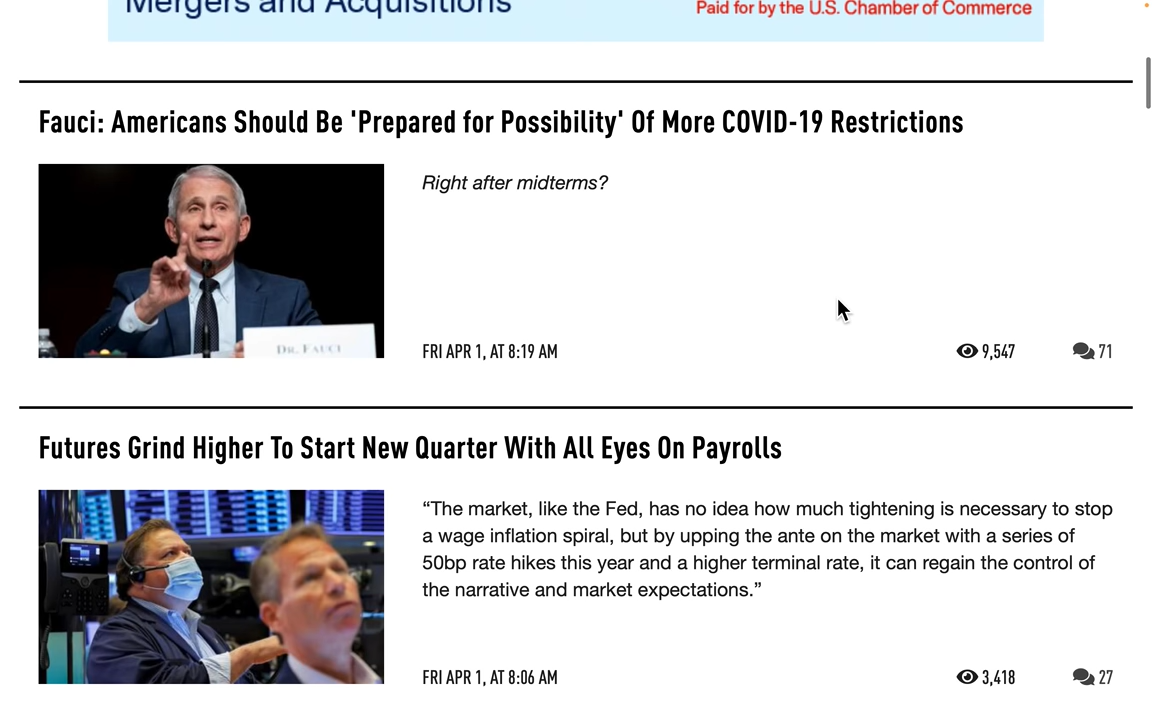 Mergers and Acquisitions
Paid for by the U.S. Chamber of Commerce
Fauci: Americans Should Be 'Prepared for Possibility' Of More COVID-19 Restrictions
Right after midterms?
DR. FAUCI
FRI APR 1, AT 8:19 AM
9,547
71
Futures Grind Higher To Start New Quarter With All Eyes On Payrolls
“The market, like the Fed, has no idea how much tightening is necessary to stop
a wage inflation spiral, but by upping the ante on the market with a series of
50bp rate hikes this year and a higher terminal rate, it can regain the control of
the narrative and market expectations.”
FRI APR 1, AT 8:06 AM
3,418
27